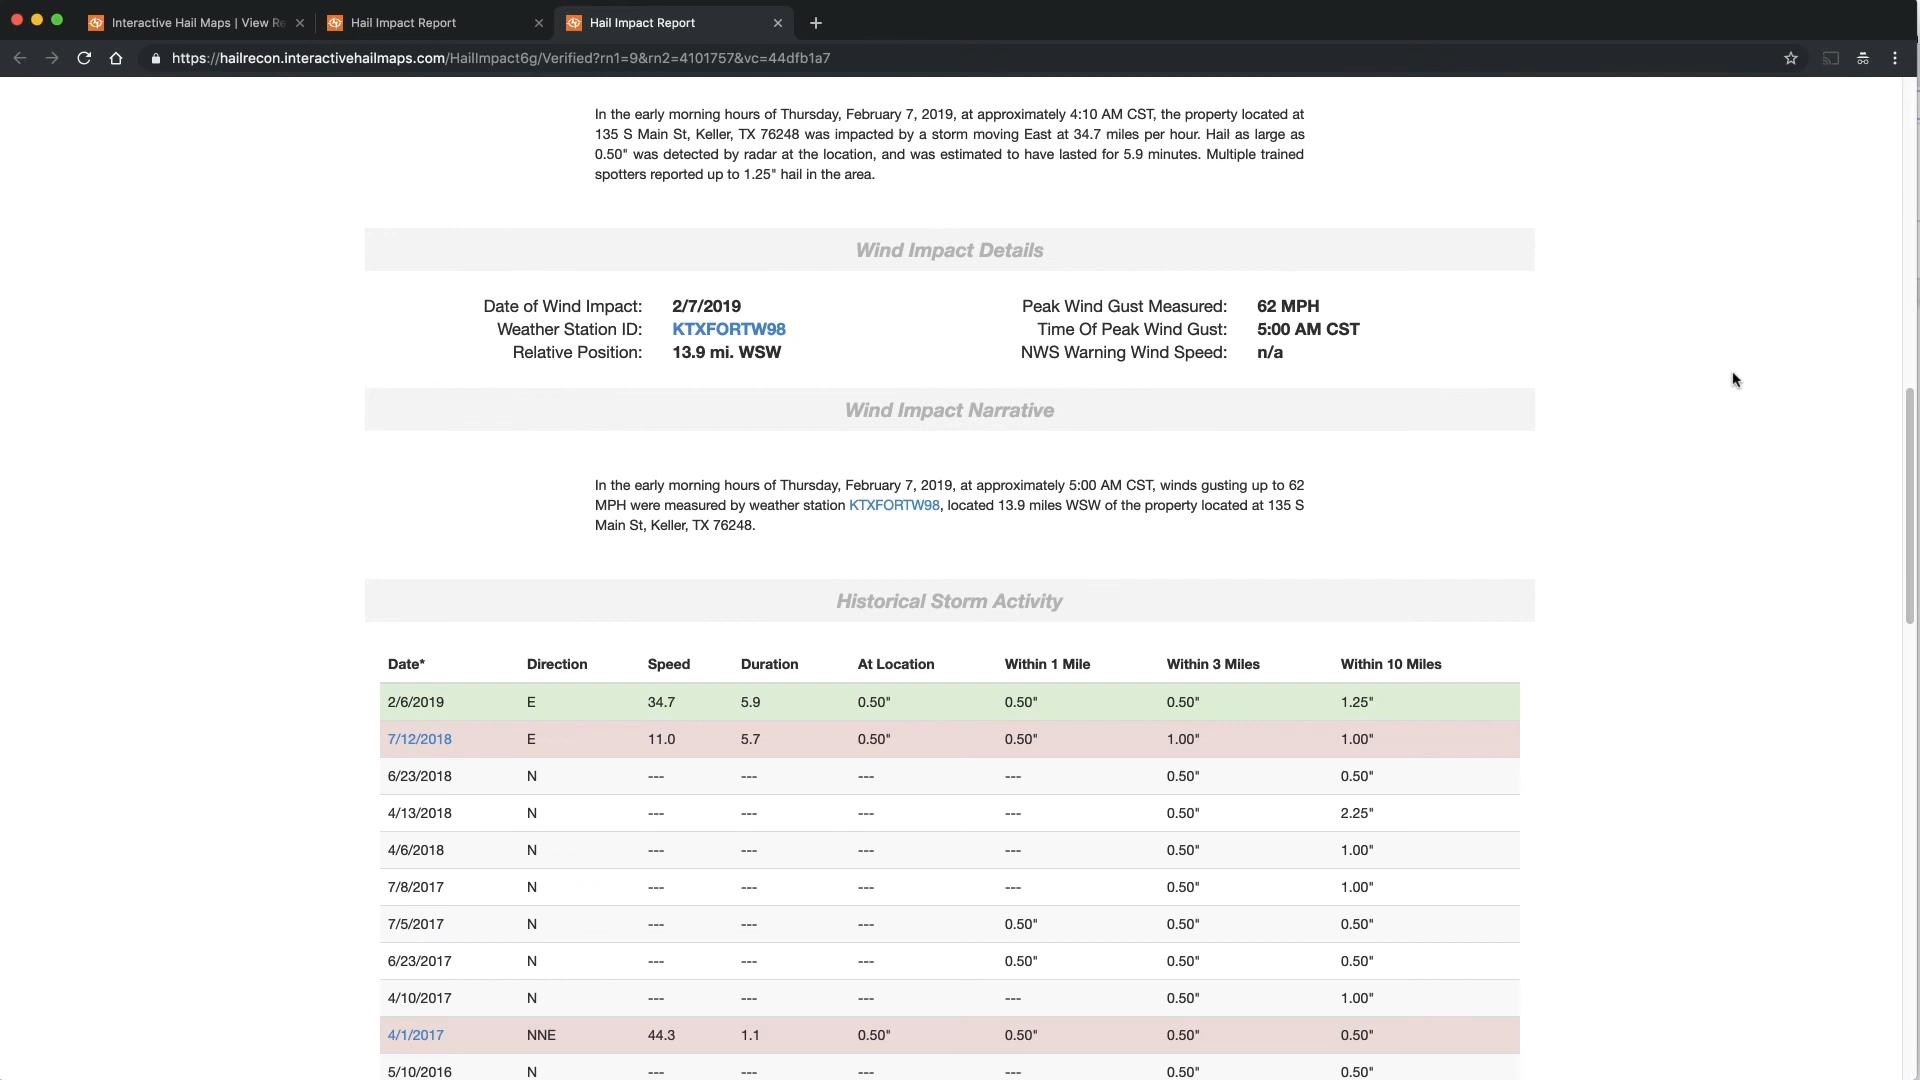 Interactive Hail Maps | View Re
Hail Impact Report
Hail Impact Report
https://hailrecon.interactivehailmaps.com/HailImpact6g/Verified?rn1=9&rn2=4101757&vc=44dfb1a7
In the early morning hours of Thursday, February 7, 2019, at approximately 4:10 AM CST, the property located at
135 S Main St, Keller, TX 76248 was impacted by a storm moving East at 34.7 miles per hour. Hail as large as
0.50" was detected by radar at the location, and was estimated to have lasted for 5.9 minutes. Multiple trained
spotters reported up to 1.25" hail in the area.
Wind Impact Details
Date of Wind Impact: 2/7/2019 Peak Wind Gust Measured: 62 MPH
Weather Station ID: KTXFORTW98 Time Of Peak Wind Gust: 5:00 AM CST
Relative Position: 13.9 mi. WSW NWS Warning Wind Speed: n/a
Wind Impact Narrative
In the early morning hours of Thursday, February 7, 2019, at approximately 5:00 AM CST, winds gusting up to 62
MPH were measured by weather station KTXFORTW98, located 13.9 miles WSW of the property located at 135 S
Main St, Keller, TX 76248.
Historical Storm Activity
Date* Direction Speed Duration At Location Within 1 Mile Within 3 Miles Within 10 Miles
2/6/2019 E 34.7 5.9 0.50" 0.50" 0.50" 1.25"
7/12/2018 E 11.0 5.7 0.50" 0.50" 1.00" 1.00"
6/23/2018 N --- --- --- --- 0.50" 0.50"
4/13/2018 N --- --- --- --- 0.50" 2.25"
4/6/2018 N --- --- --- --- 0.50" 1.00"
7/8/2017 N --- --- --- --- 0.50" 1.00"
7/5/2017 N --- --- --- 0.50" 0.50" 0.50"
6/23/2017 N --- --- --- 0.50" 0.50" 0.50"
4/10/2017 N --- --- --- --- 0.50" 1.00"
4/1/2017 NNE 44.3 1.1 0.50" 0.50" 0.50" 0.50"
5/10/2016 N --- --- --- --- 0.50" 0.50"